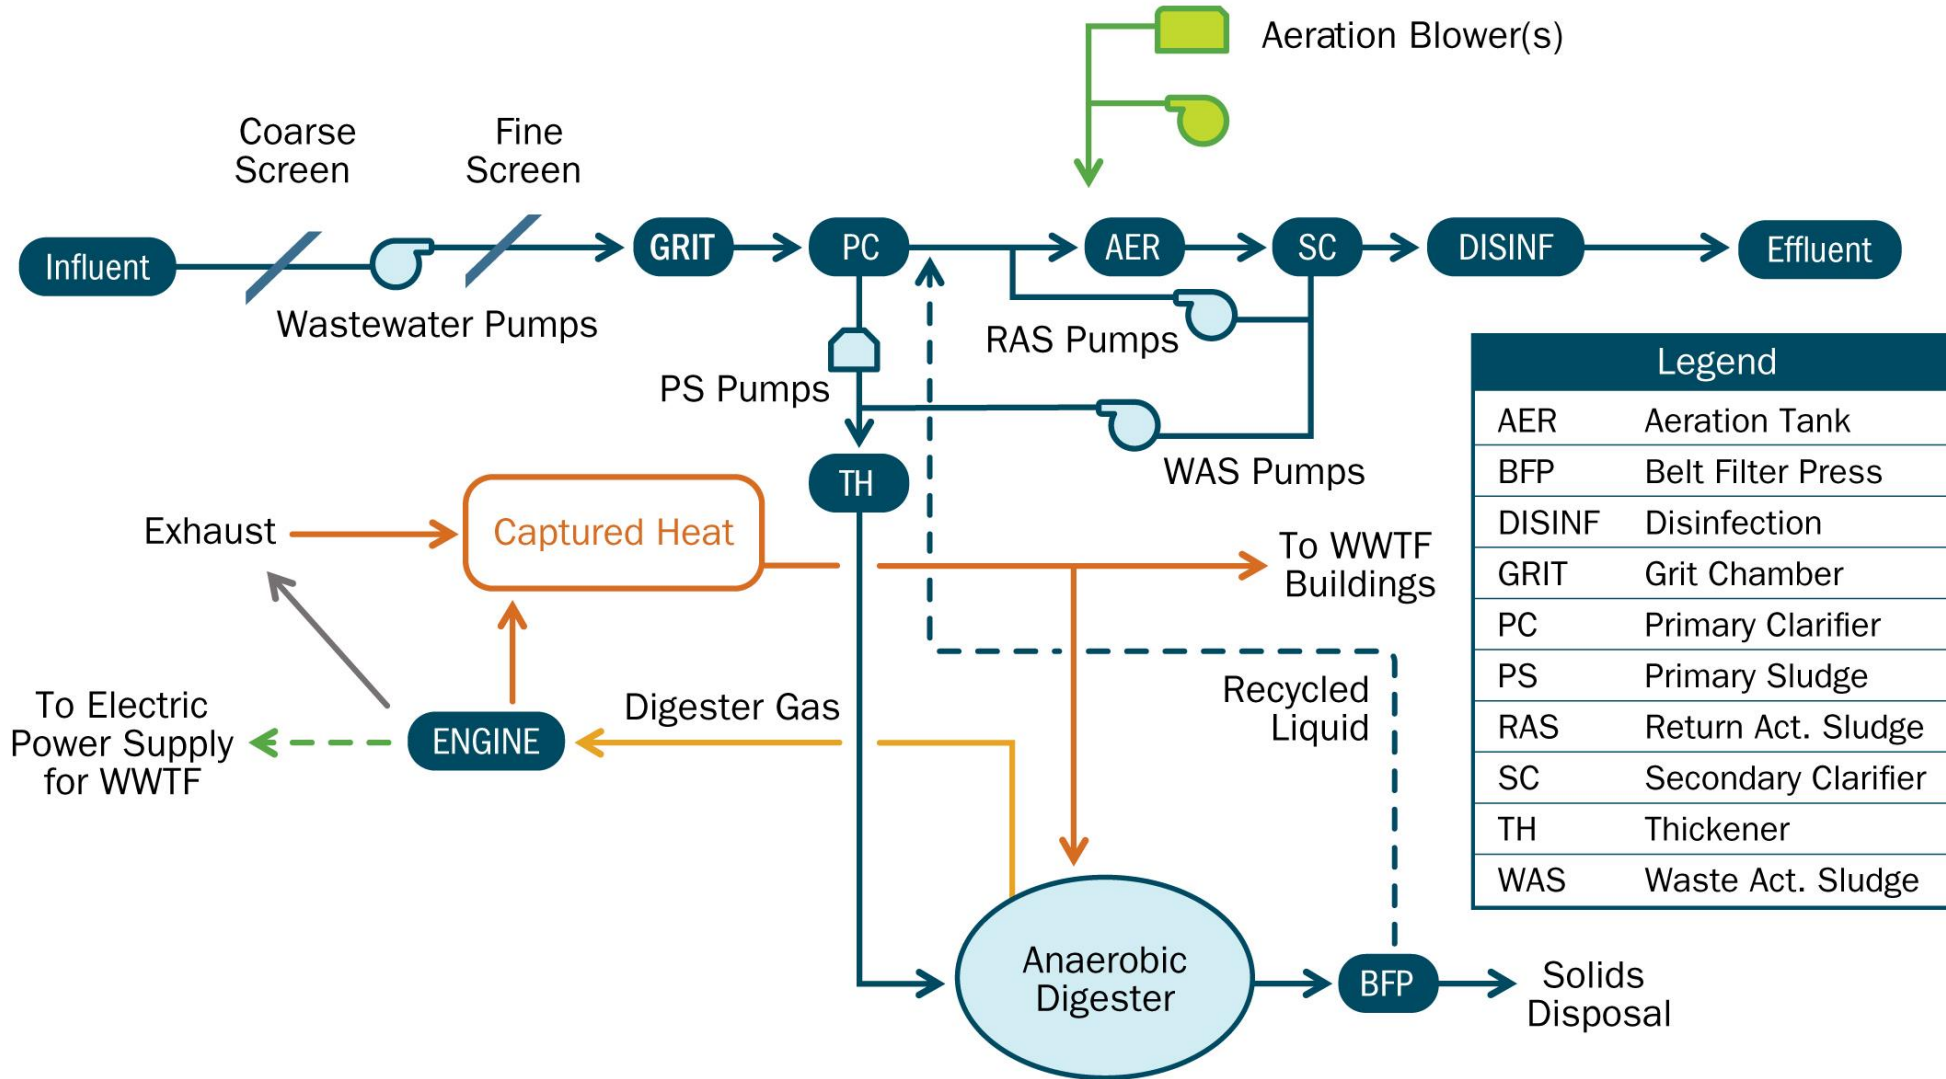 Aeration Blower(s)
Coarse
Screen
Fine
Screen
Influent
GRIT
PC
AER
SC
DISINF
Effluent
Wastewater Pumps
RAS Pumps
PS Pumps
WAS Pumps
TH
Exhaust
Captured Heat
To WWTF
Buildings
To Electric
Power Supply
for WWTF
ENGINE
Digester Gas
Recycled
Liquid
Anaerobic
Digester
BFP
Solids
Disposal
Legend
AER Aeration Tank
BFP Belt Filter Press
DISINF Disinfection
GRIT Grit Chamber
PC Primary Clarifier
PS Primary Sludge
RAS Return Act. Sludge
SC Secondary Clarifier
TH Thickener
WAS Waste Act. Sludge